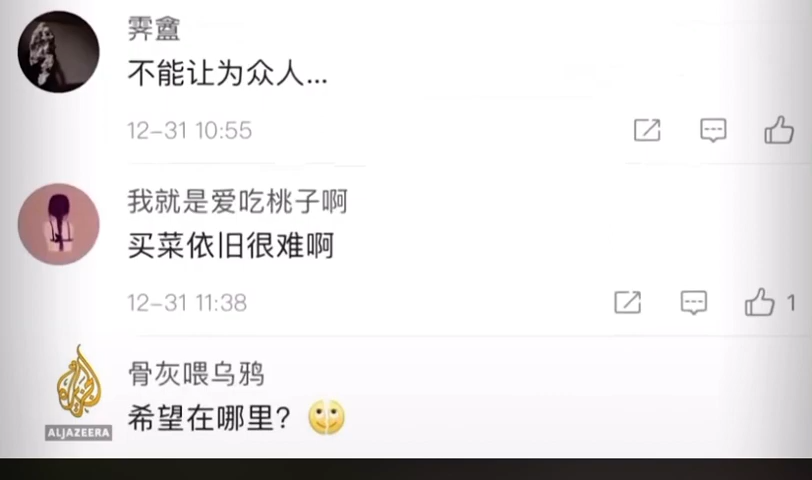 霁盦
不能让为众人...
12-31 10:55
我就是爱吃桃子啊
买菜依旧很难啊
12-31 11:38
1
骨灰喂乌鸦
希望在哪里?
ALJAZEERA